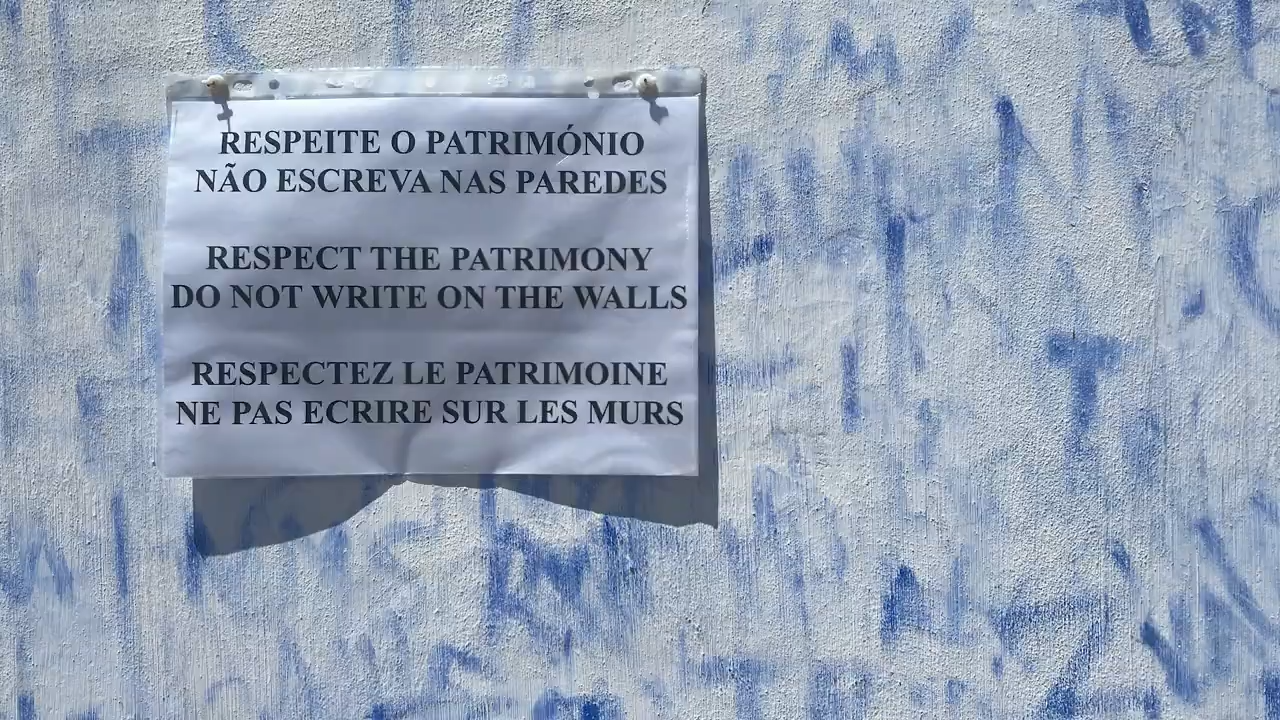 RESPEITE O PATRIMÓNIO
NÃO ESCREVA NAS PAREDES
RESPECT THE PATRIMONY
DO NOT WRITE ON THE WALLS
RESPECTEZ LE PATRIMOINE
NE PAS ECRIRE SUR LES MURS